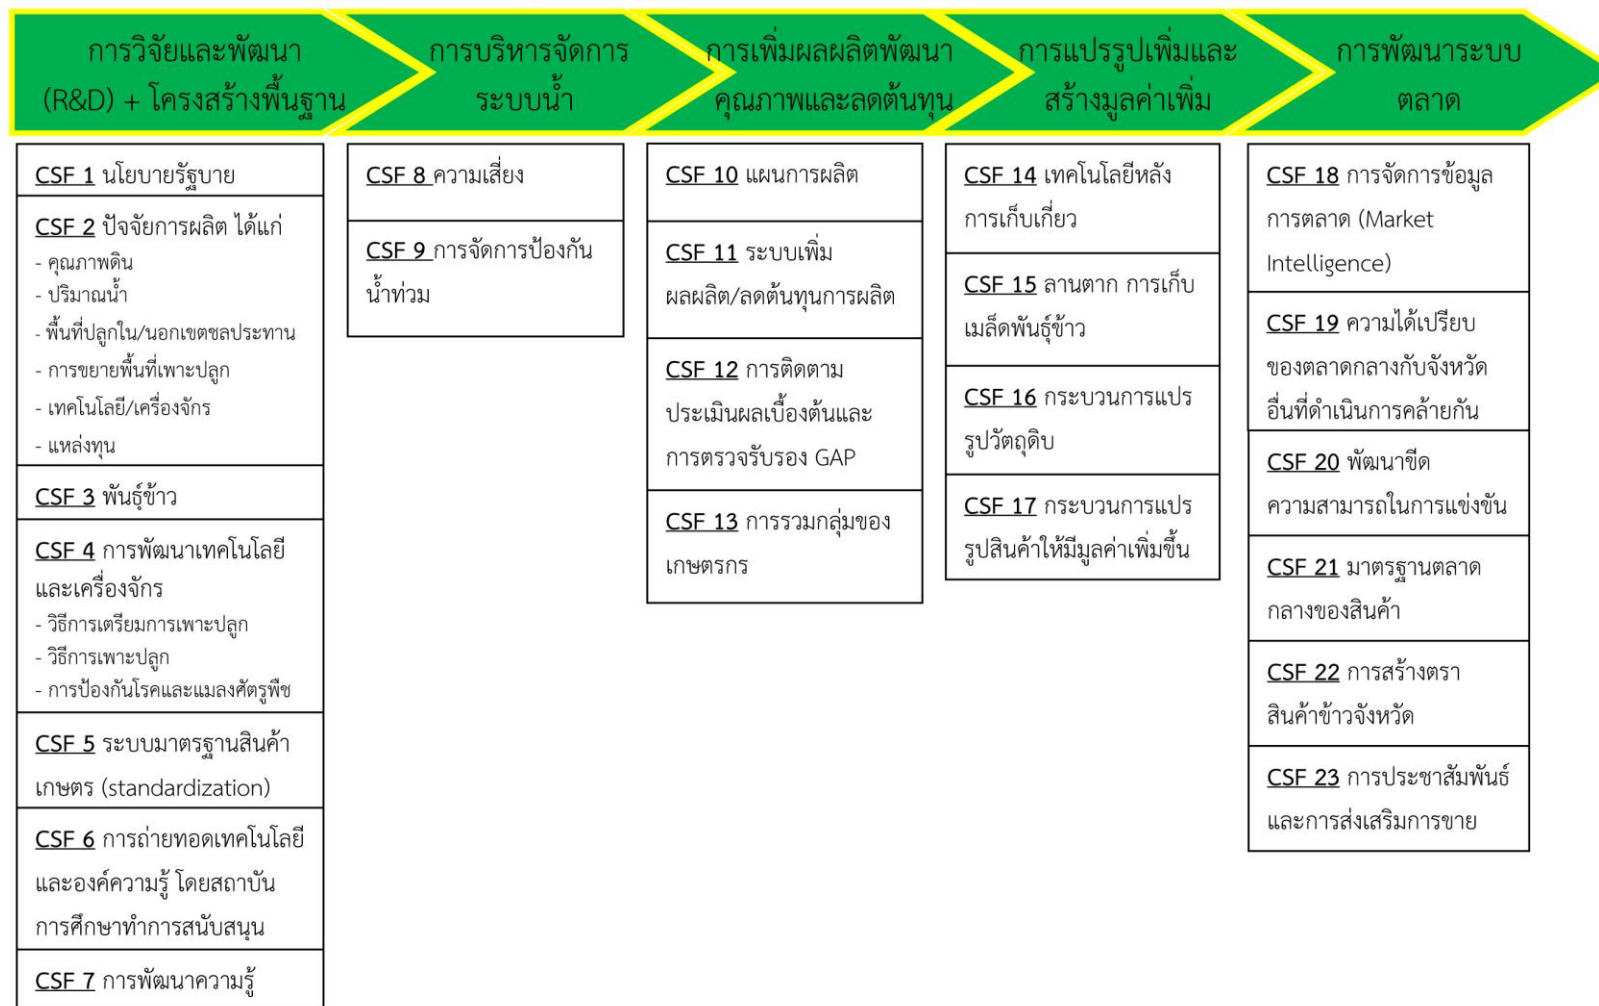 การวิจัยและพัฒนา
(R&D) + โครงสร้างพื้นฐาน
การบริหารจัดการ
ระบบน้ำ
การเพิ่มผลผลิตพัฒนา
คุณภาพและลดต้นทุน
การแปรรูปเพิ่มและ
สร้างมูลค่าเพิ่ม
การพัฒนาระบบ
ตลาด
CSF 1 นโยบายรัฐบาย
CSF 2 ปัจจัยการผลิต ได้แก่
- คุณภาพดิน
- ปริมาณน้ำ
- พื้นที่ปลูกใน/นอกเขตชลประทาน
- การขยายพื้นที่เพาะปลูก
- เทคโนโลยี/เครื่องจักร
- แหล่งทุน
CSF 3 พันธุ์ข้าว
CSF 4 การพัฒนาเทคโนโลยี
และเครื่องจักร
- วิธีการเตรียมการเพาะปลูก
- วิธีการเพาะปลูก
- การป้องกันโรคและแมลงศัตรูพืช
CSF 5 ระบบมาตรฐานสินค้า
เกษตร (standardization)
CSF 6 การถ่ายทอดเทคโนโลยี
และองค์ความรู้ โดยสถาบัน
การศึกษาทำการสนับสนุน
CSF 7 การพัฒนาความรู้
CSF 8 ความเสี่ยง
CSF 9 การจัดการป้องกัน
น้ำท่วม
CSF 10 แผนการผลิต
CSF 11 ระบบเพิ่ม
ผลผลิต/ลดต้นทุนการผลิต
CSF 12 การติดตาม
ประเมินผลเบื้องต้นและ
การตรวจรับรอง GAP
CSF 13 การรวมกลุ่มของ
เกษตรกร
CSF 14 เทคโนโลยีหลัง
การเก็บเกี่ยว
CSF 15 ลานตาก การเก็บ
เมล็ดพันธุ์ข้าว
CSF 16 กระบวนการแปร
รูปวัตถุดิบ
CSF 17 กระบวนการแปร
รูปสินค้าให้มีมูลค่าเพิ่มขึ้น
CSF 18 การจัดการข้อมูล
การตลาด (Market
Intelligence)
CSF 19 ความได้เปรียบ
ของตลาดกลางกับจังหวัด
อื่นที่ดำเนินการคล้ายกัน
CSF 20 พัฒนาขีด
ความสามารถในการแข่งขัน
CSF 21 มาตรฐานตลาด
กลางของสินค้า
CSF 22 การสร้างตรา
สินค้าข้าวจังหวัด
CSF 23 การประชาสัมพันธ์
และการส่งเสริมการขาย